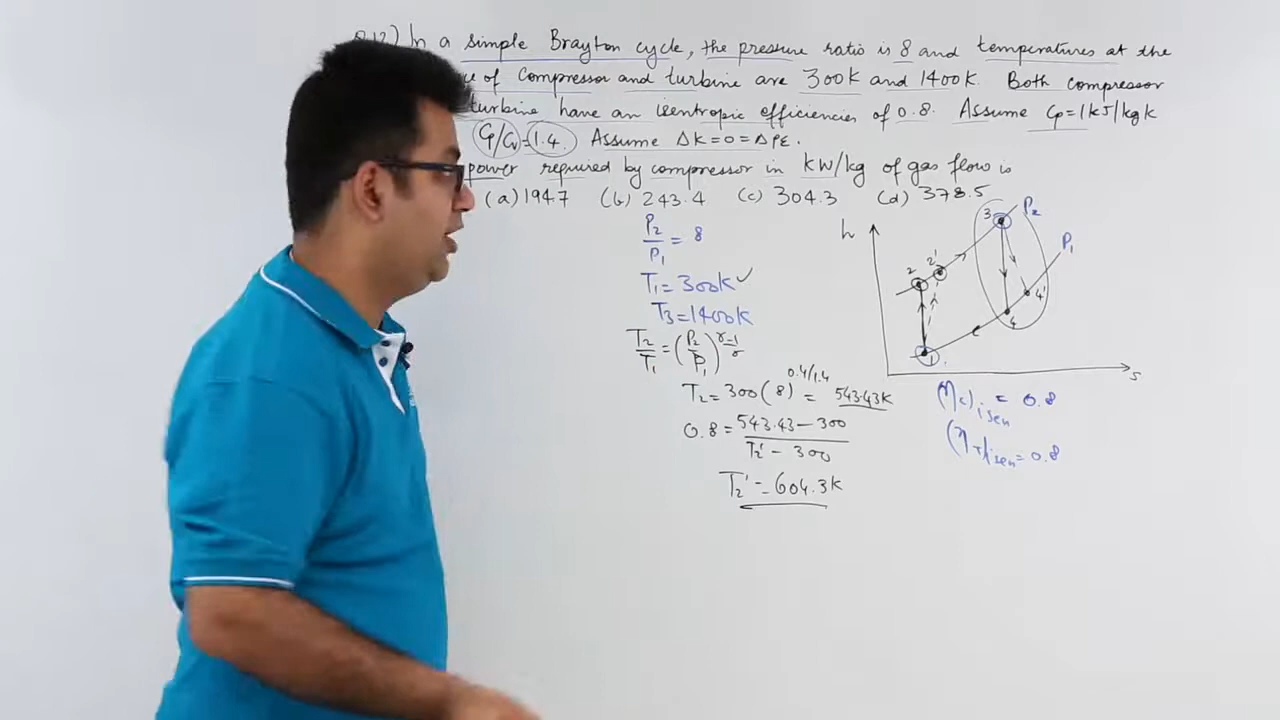 12) In a simple Brayton cycle, the pressure ratio is 8 and temperatures at the
of compressor and turbine are 300K and 1400K. Both compressor
turbine have an isentropic efficiencies of 0.8. Assume Cp=1kJ/kgK
Cp/Cv=1.4. Assume ΔK=0=ΔPE.
power required by compressor in kW/kg of gas flow is
(a) 194.7 (b) 243.4 (c) 304.3 (d) 378.5
P2/P1 = 8
T1=300K ✓
T3=1400K
T2/T1=(P2/P1)^γ-1/γ
T2=300(8)^0.4/1.4 = 543.43K
0.8=543.43-300/T2'-300
T2'=604.3K
h
3
P2
P1
2
2'
4'
4
1
s
(ηc)isen = 0.8
(ηT)isen=0.8